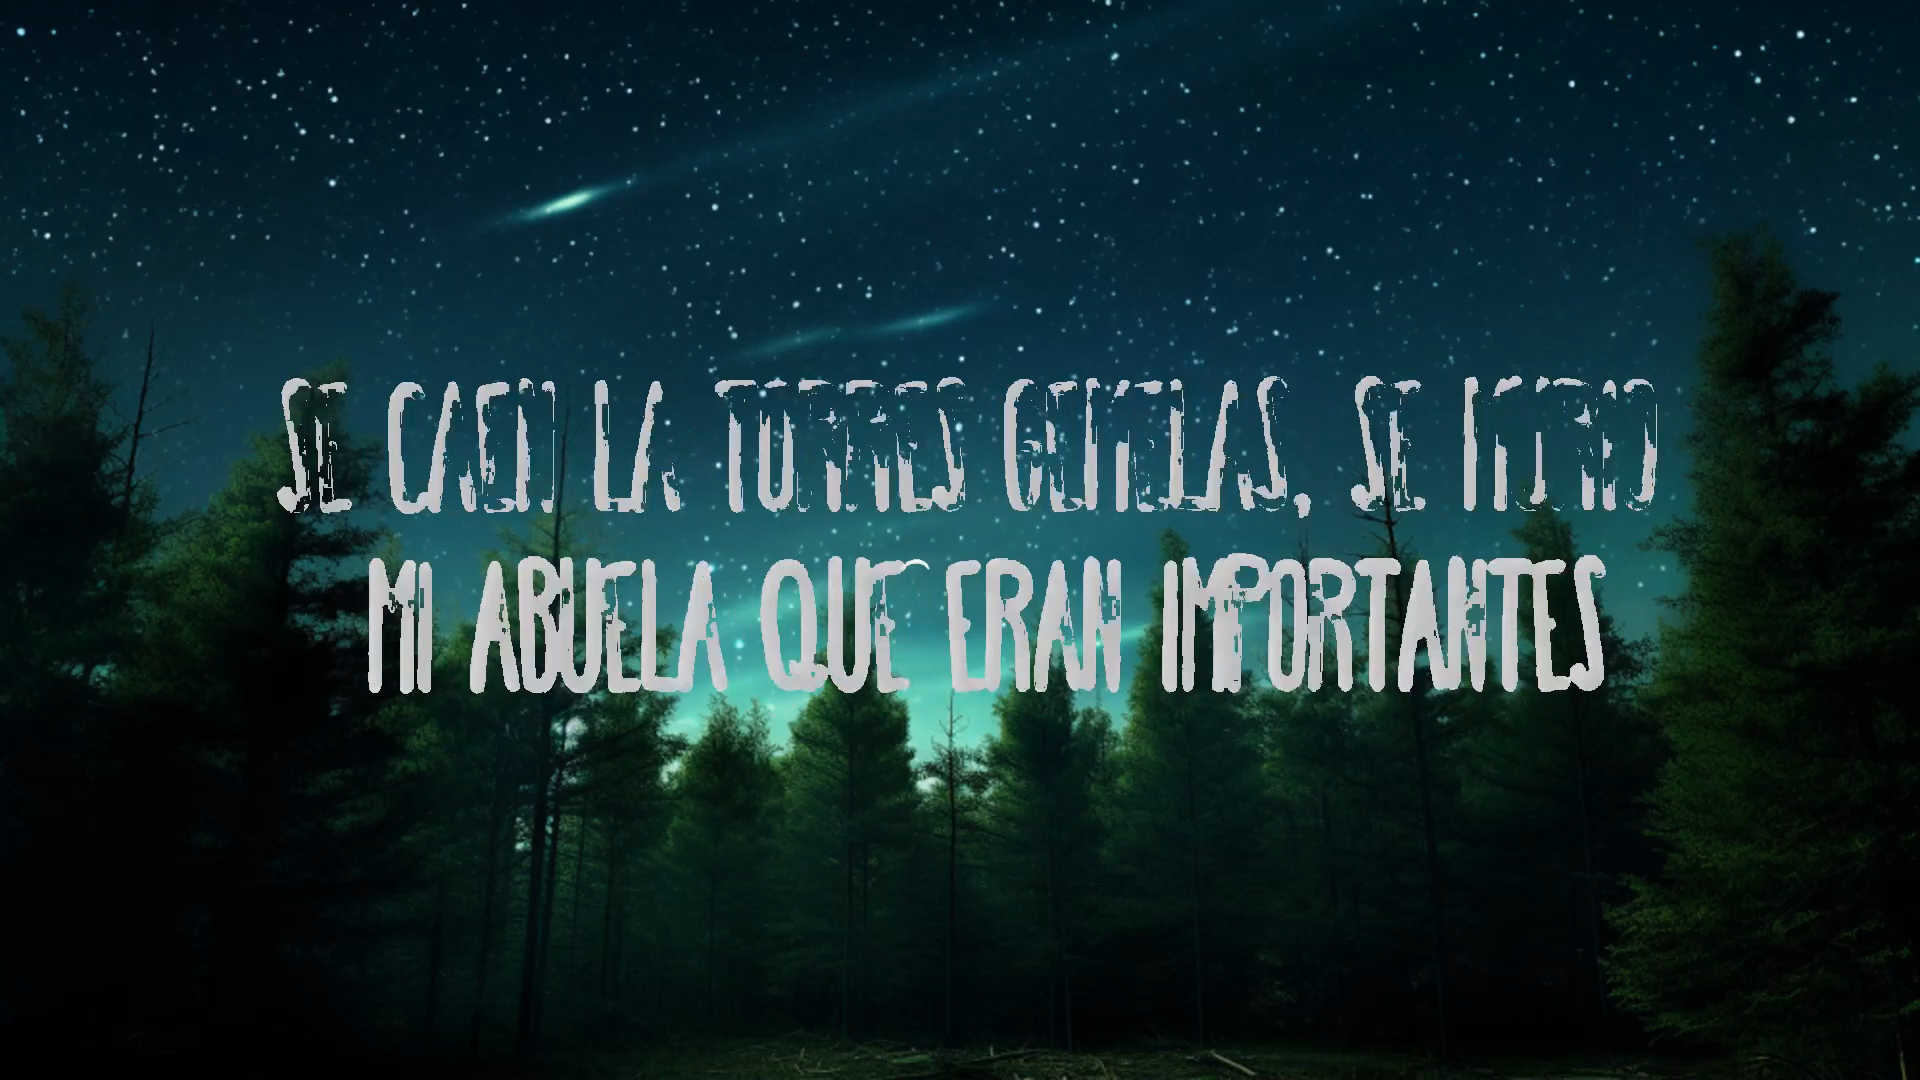 SE CAEN LA TORRES GEMELAS, SE MURIO
MI ABUELA QUE ERAN IMPORTANTES